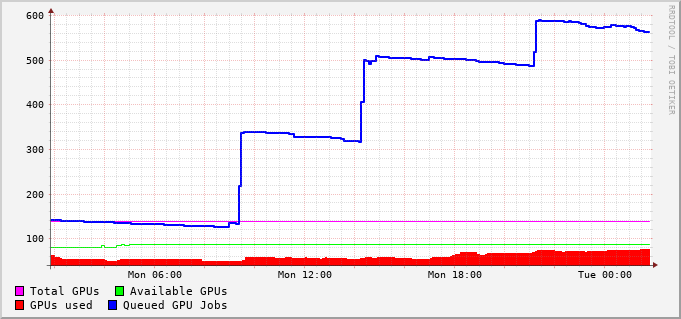 600
500
400
300
200
100
Mon 06:00 Mon 12:00 Mon 18:00 Tue 00:00
Total GPUs Available GPUs
GPUs used Queued GPU Jobs
RRDTOOL / TOBI OETIKER